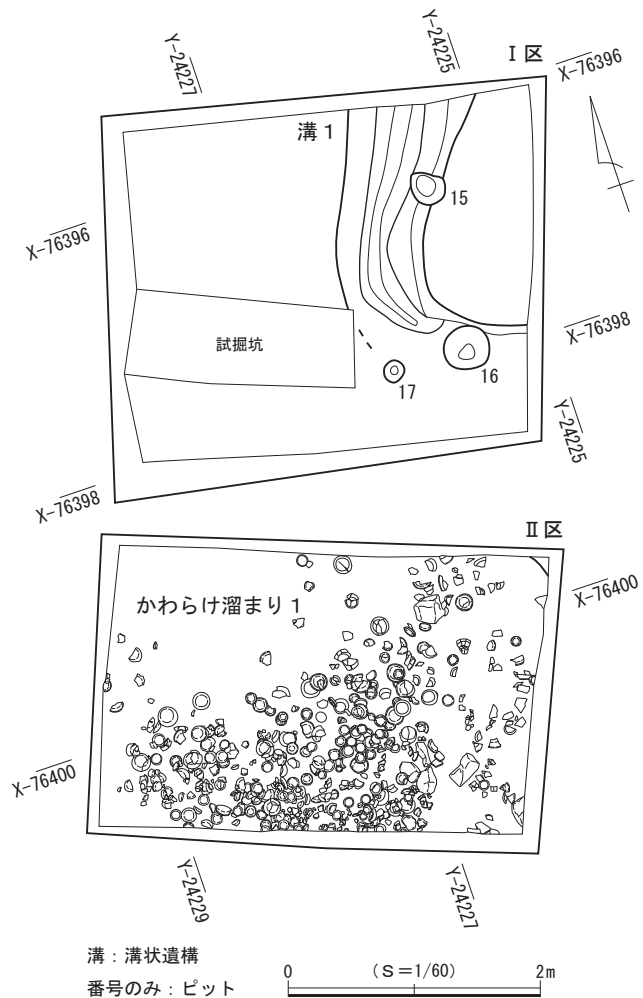 Y-24227
Y-24225
Ⅰ区
X-76396
溝1
15
X-76396
X-76398
試掘坑
16
17
Y-24225
X-76398
Ⅱ区
X-76400
かわらけ溜まり1
X-76400
Y-24229
Y-24227
溝：溝状遺構
番号のみ：ピット
0 （S＝1/60） 2m